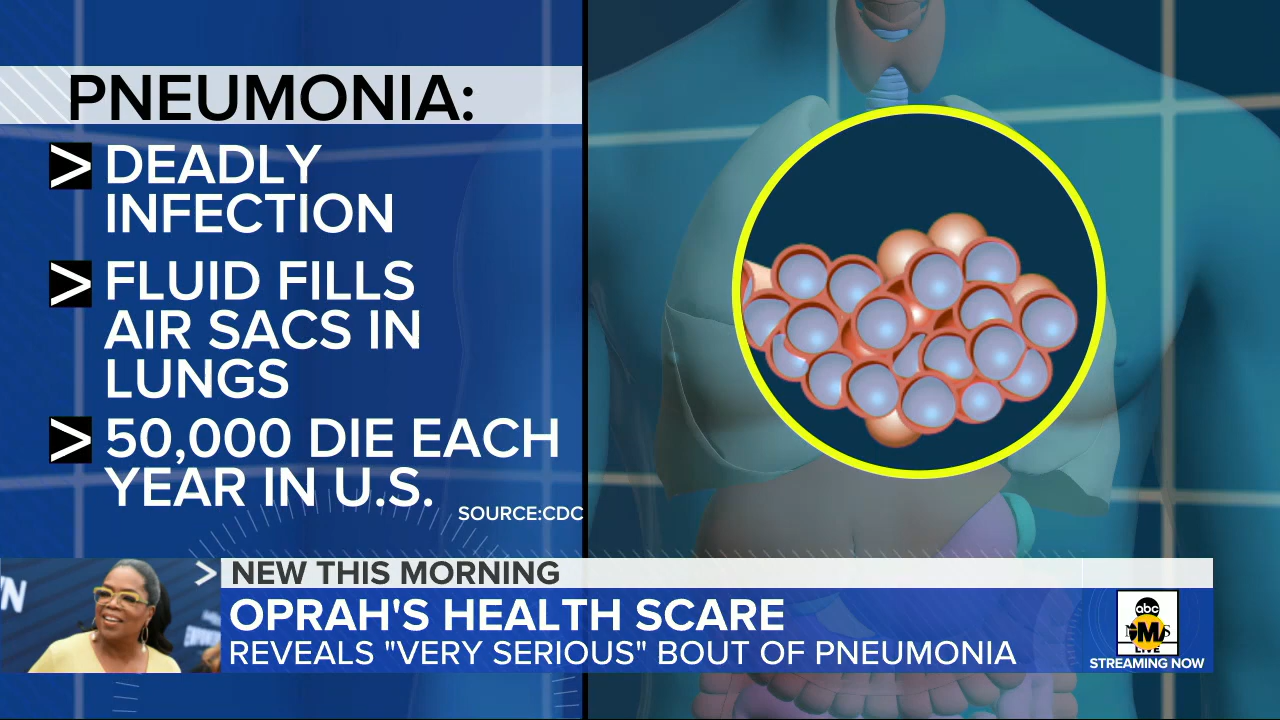 PNEUMONIA:
> DEADLY
INFECTION
> FLUID FILLS
AIR SACS IN
LUNGS
> 50,000 DIE EACH
YEAR IN U.S.
SOURCE:CDC
NEW THIS MORNING
OPRAH'S HEALTH SCARE
REVEALS "VERY SERIOUS" BOUT OF PNEUMONIA
abc
LIVE
STREAMING NOW